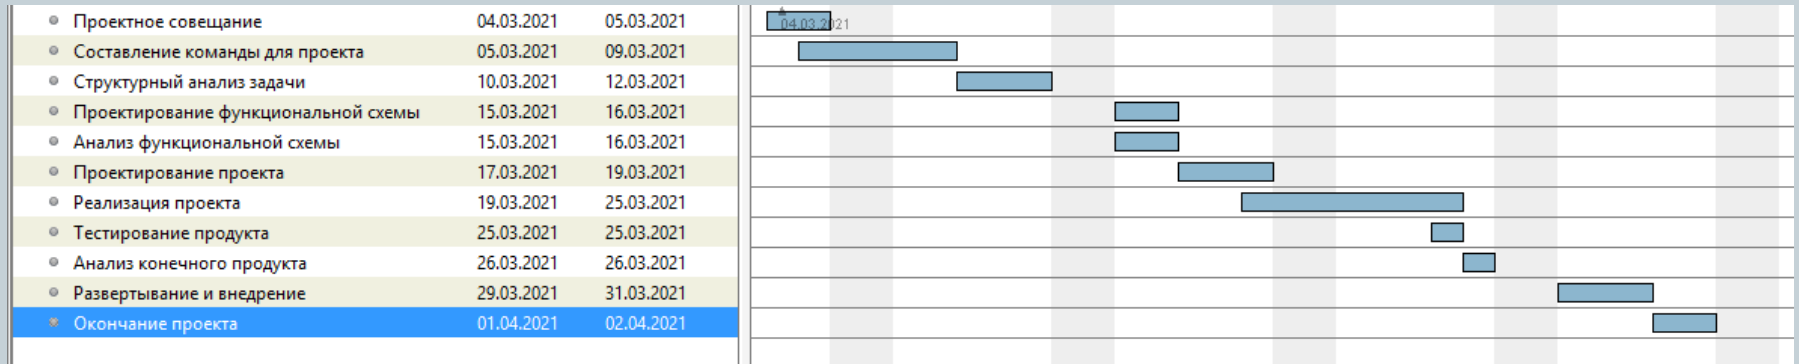 Проектное совещание 04.03.2021 05.03.2021 04.03.2021
Составление команды для проекта 05.03.2021 09.03.2021
Структурный анализ задачи 10.03.2021 12.03.2021
Проектирование функциональной схемы 15.03.2021 16.03.2021
Анализ функциональной схемы 15.03.2021 16.03.2021
Проектирование проекта 17.03.2021 19.03.2021
Реализация проекта 19.03.2021 25.03.2021
Тестирование продукта 25.03.2021 25.03.2021
Анализ конечного продукта 26.03.2021 26.03.2021
Развертывание и внедрение 29.03.2021 31.03.2021
Окончание проекта 01.04.2021 02.04.2021